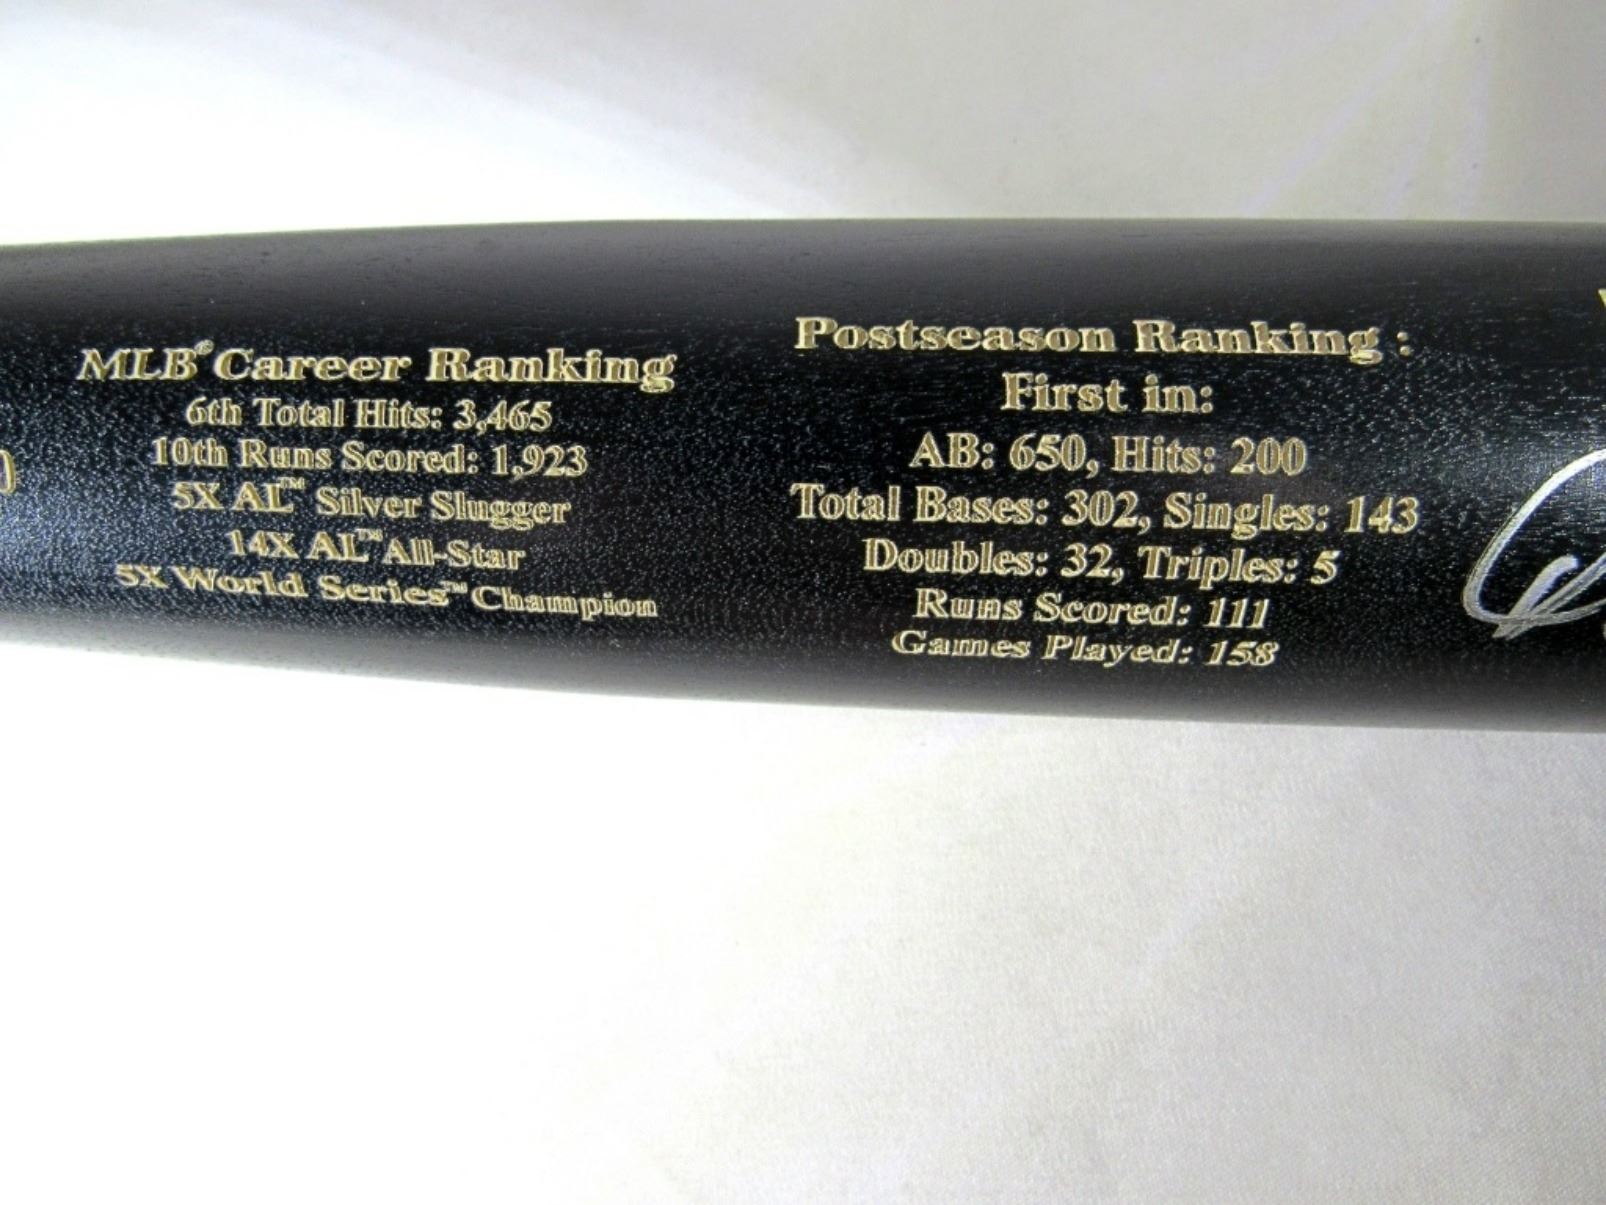 MLB® Career Ranking
6th Total Hits: 3,465
10th Runs Scored: 1,923
5X AL™ Silver Slugger
14X AL™ All-Star
5X World Series™ Champion
Postseason Ranking :
First in:
AB: 650, Hits: 200
Total Bases: 302, Singles: 143
Doubles: 32, Triples: 5
Runs Scored: 111
Games Played: 158